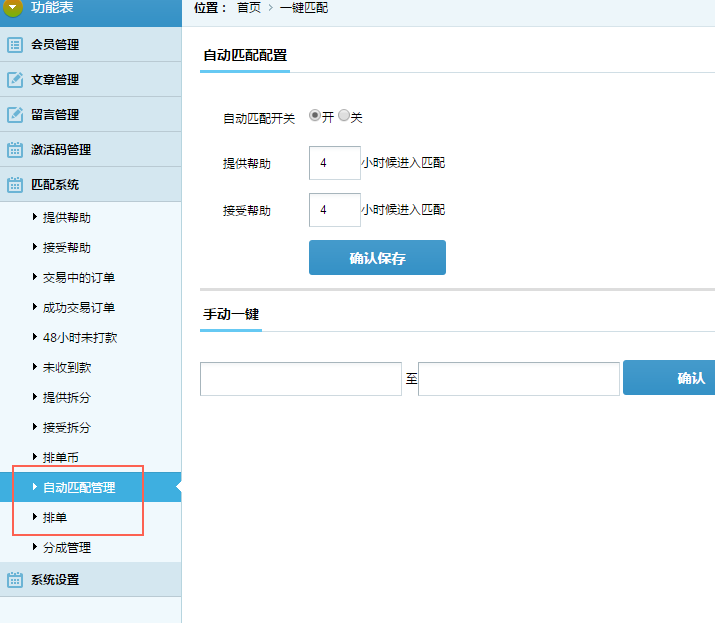 功能表
位置： 首页 > 一键匹配
会员管理
文章管理
留言管理
激活码管理
匹配系统
提供帮助
接受帮助
交易中的订单
成功交易订单
48小时未打款
未收到款
提供拆分
接受拆分
排单币
自动匹配管理
排单
分成管理
系统设置
自动匹配配置
自动匹配开关 开 关
提供帮助 4 小时候进入匹配
接受帮助 4 小时候进入匹配
确认保存
手动一键
至 确认